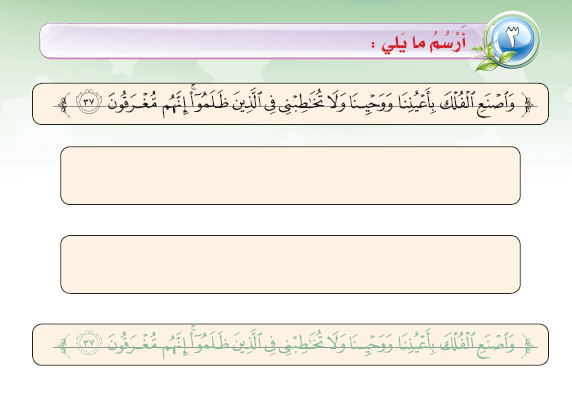 ٣
أَرْسُمُ ما يَلي :
﴿ وَٱصْنَعِ ٱلْفُلْكَ بِأَعْيُنِنَا وَوَحْيِنَا وَلَا تُخَٰطِبْنِى فِى ٱلَّذِينَ ظَلَمُوٓا۟ ۚ إِنَّهُم مُّغْرَقُونَ ٣٧ ﴾
﴿ وَٱصْنَعِ ٱلْفُلْكَ بِأَعْيُنِنَا وَوَحْيِنَا وَلَا تُخَٰطِبْنِى فِى ٱلَّذِينَ ظَلَمُوٓا۟ ۚ إِنَّهُم مُّغْرَقُونَ ٣٧ ﴾